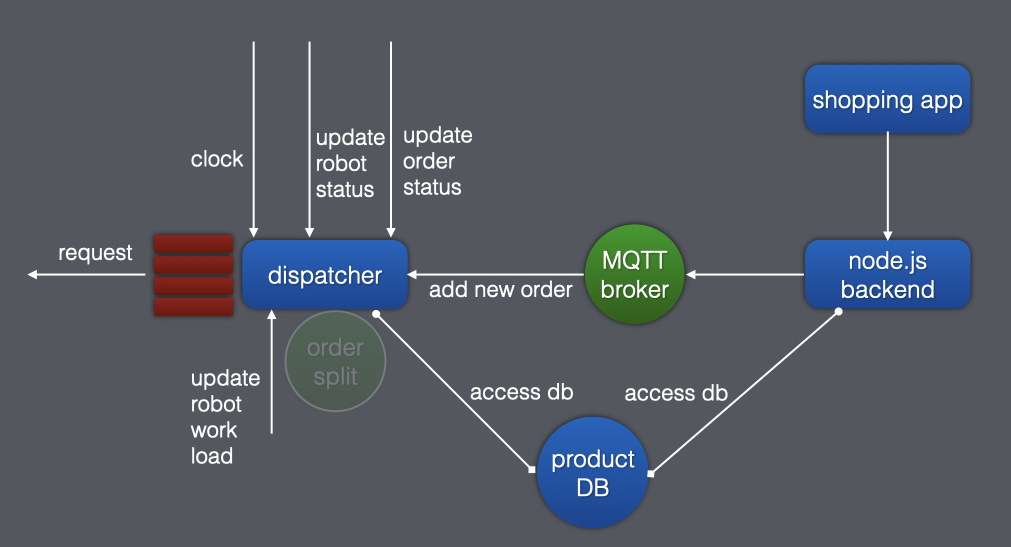 shopping app
update
order
status
update
robot
status
clock
request
dispatcher
MQTT
broker
node.js
backend
add new order
order
split
update
robot
work
load
access db
access db
product
DB